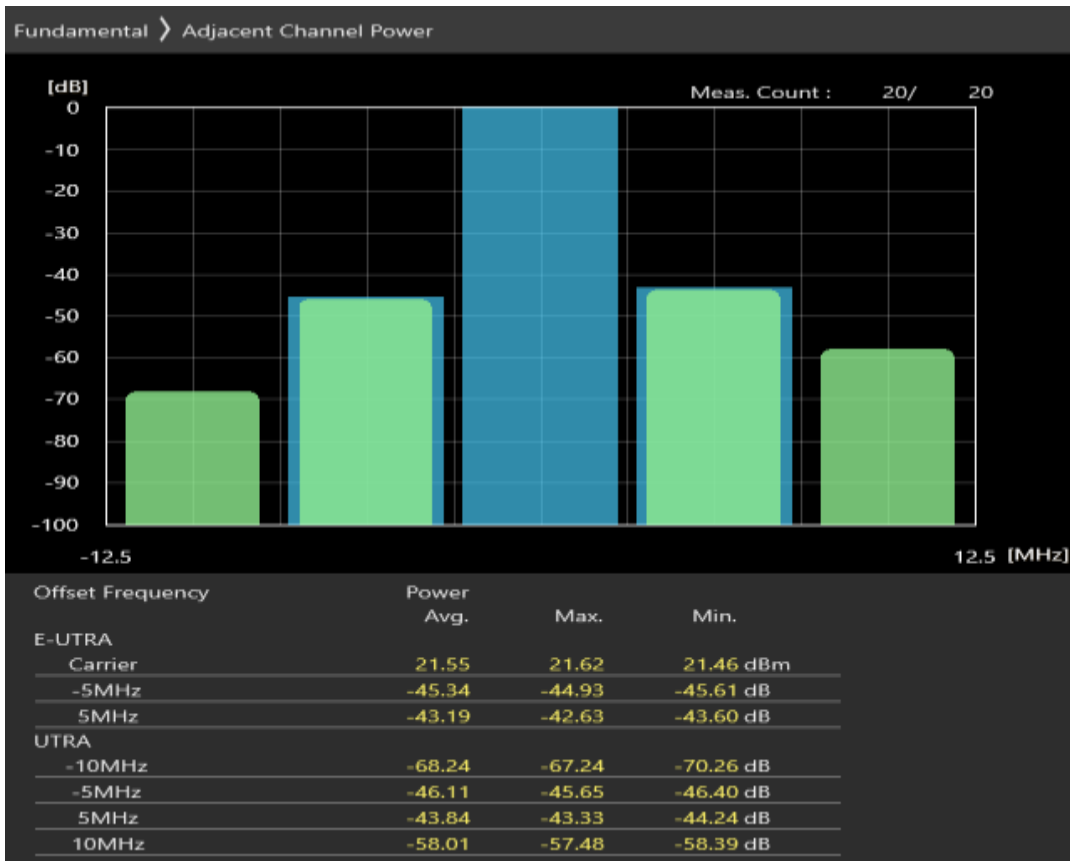 Fundamental ❯ Adjacent Channel Power
[dB]
Meas. Count : 20/ 20
0
-10
-20
-30
-40
-50
-60
-70
-80
-90
-100
-12.5 12.5 [MHz]
Offset Frequency Power
Avg. Max. Min.
E-UTRA
Carrier 21.55 21.62 21.46 dBm
-5MHz -45.34 -44.93 -45.61 dB
5MHz -43.19 -42.63 -43.60 dB
UTRA
-10MHz -68.24 -67.24 -70.26 dB
-5MHz -46.11 -45.65 -46.40 dB
5MHz -43.84 -43.33 -44.24 dB
10MHz -58.01 -57.48 -58.39 dB